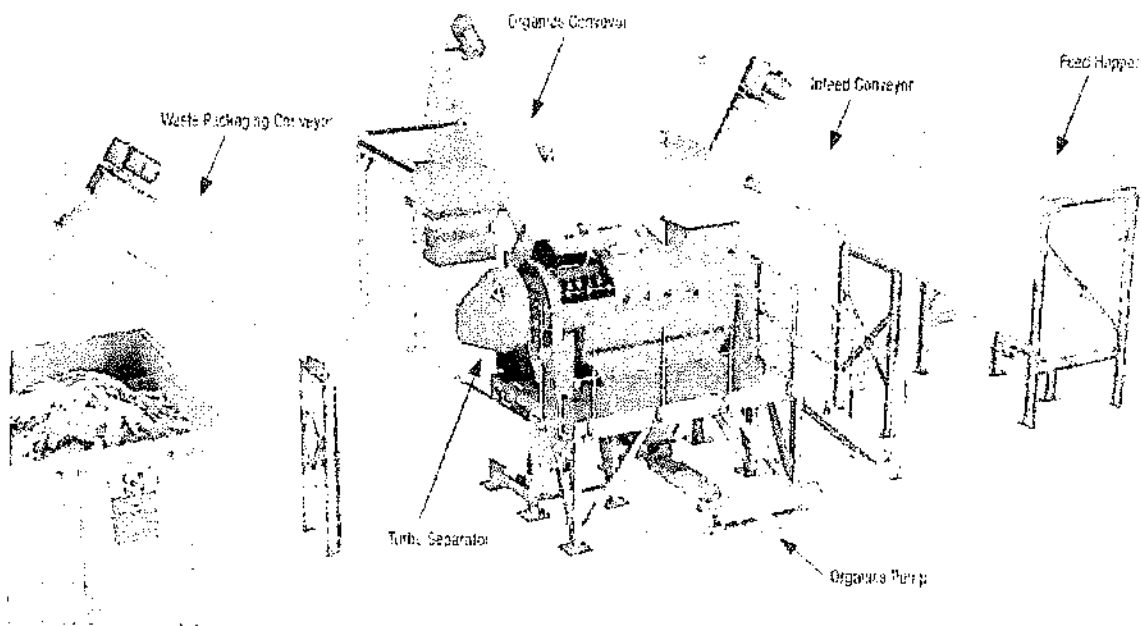 Organics Conveyor
Infeed Conveyor
Feed Hopper
Waste Packaging Conveyor
Turbo Separator
Organics Pump